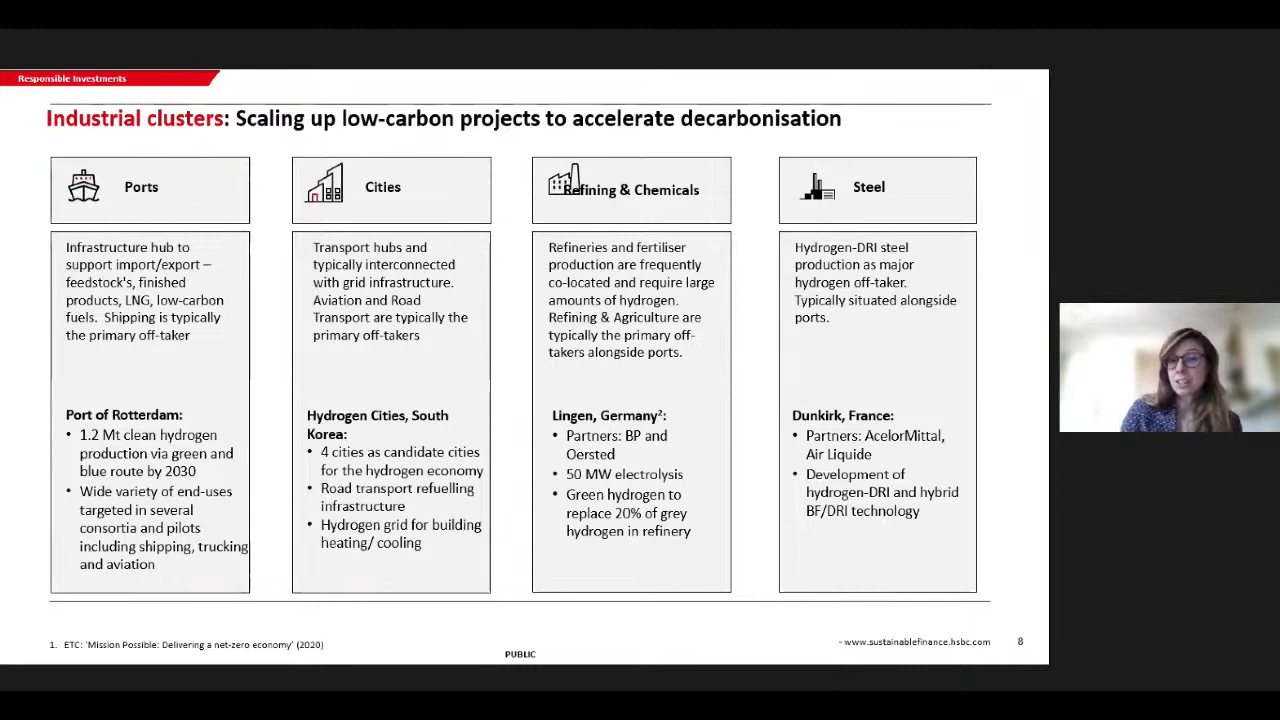 Responsible Investments
Industrial clusters: Scaling up low-carbon projects to accelerate decarbonisation
Ports
Infrastructure hub to
support import/export –
feedstock's, finished
products, LNG, low-carbon
fuels. Shipping is typically
the primary off-taker
Port of Rotterdam:
• 1.2 Mt clean hydrogen
production via green and
blue route by 2030
• Wide variety of end-uses
targeted in several
consortia and pilots
including shipping, trucking
and aviation
Cities
Transport hubs and
typically interconnected
with grid infrastructure.
Aviation and Road
Transport are typically the
primary off-takers
Hydrogen Cities, South
Korea:
• 4 cities as candidate cities
for the hydrogen economy
• Road transport refuelling
infrastructure
• Hydrogen grid for building
heating/ cooling
Refining & Chemicals
Refineries and fertiliser
production are frequently
co-located and require large
amounts of hydrogen.
Refining & Agriculture are
typically the primary off-
takers alongside ports.
Lingen, Germany²:
• Partners: BP and
Oersted
• 50 MW electrolysis
• Green hydrogen to
replace 20% of grey
hydrogen in refinery
Steel
Hydrogen-DRI steel
production as major
hydrogen off-taker.
Typically situated alongside
ports.
Dunkirk, France:
• Partners: AcelorMittal,
Air Liquide
• Development of
hydrogen-DRI and hybrid
BF/DRI technology
1. ETC: 'Mission Possible: Delivering a net-zero economy' (2020)
- www.sustainablefinance.hsbc.com
8
PUBLIC